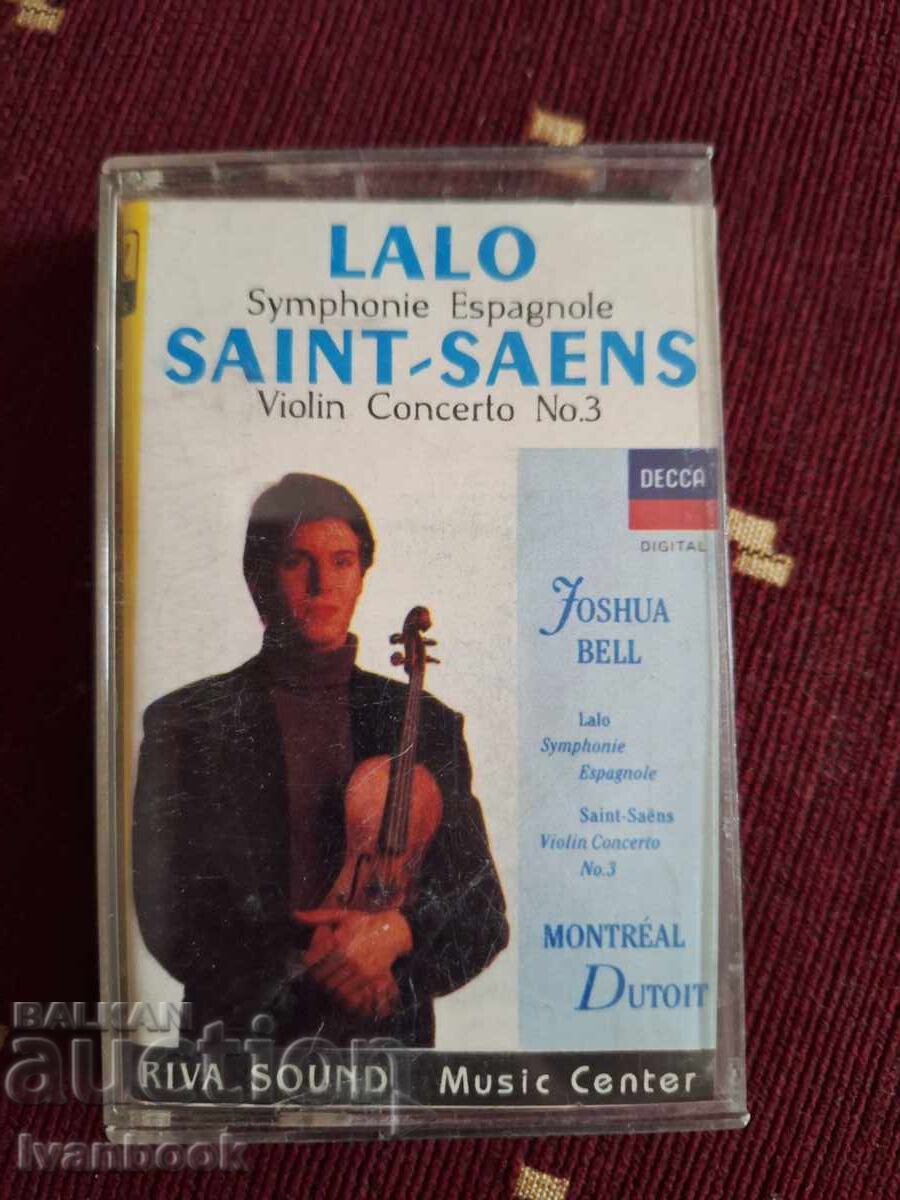 LALO
Symphonie Espagnole
SAINT-SAENS
Violin Concerto No.3
DECCA
DIGITAL
JOSHUA
BELL
Lalo
Symphonie
Espagnole
Saint-Saëns
Violin Concerto
No.3
MONTRÉAL
DUTOIT
RIVA SOUND Music Center
BALKAN
auction
Ivanbook